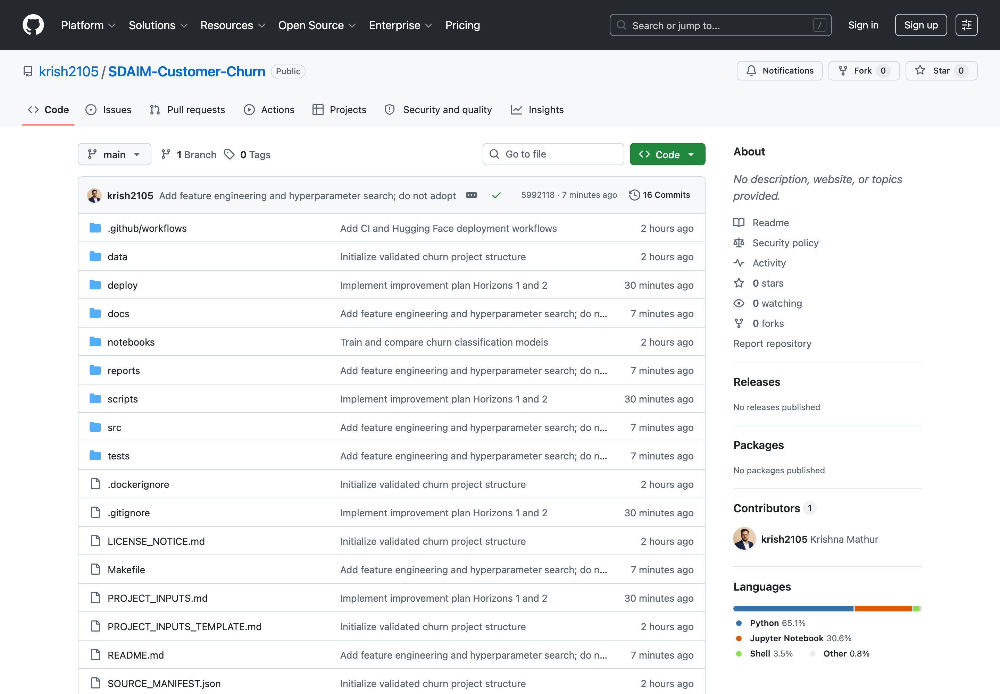 Platform Solutions Resources Open Source Enterprise Pricing Search or jump to... / Sign in Sign up
krish2105 / SDAIM-Customer-Churn Public Notifications Fork 0 Star 0
Code Issues Pull requests Actions Projects Security and quality Insights
main 1 Branch 0 Tags Go to file Code
krish2105 Add feature engineering and hyperparameter search; do not adopt 5992118 · 7 minutes ago 16 Commits
.github/workflows Add CI and Hugging Face deployment workflows 2 hours ago
data Initialize validated churn project structure 2 hours ago
deploy Implement improvement plan Horizons 1 and 2 30 minutes ago
docs Add feature engineering and hyperparameter search; do n... 7 minutes ago
notebooks Train and compare churn classification models 2 hours ago
reports Add feature engineering and hyperparameter search; do n... 7 minutes ago
scripts Implement improvement plan Horizons 1 and 2 30 minutes ago
src Add feature engineering and hyperparameter search; do n... 7 minutes ago
tests Add feature engineering and hyperparameter search; do n... 7 minutes ago
.dockerignore Initialize validated churn project structure 2 hours ago
.gitignore Implement improvement plan Horizons 1 and 2 30 minutes ago
LICENSE_NOTICE.md Initialize validated churn project structure 2 hours ago
Makefile Add feature engineering and hyperparameter search; do n... 7 minutes ago
PROJECT_INPUTS.md Implement improvement plan Horizons 1 and 2 30 minutes ago
PROJECT_INPUTS_TEMPLATE.md Initialize validated churn project structure 2 hours ago
README.md Add feature engineering and hyperparameter search; do n... 7 minutes ago
SOURCE_MANIFEST.json Initialize validated churn project structure 2 hours ago
About
No description, website, or topics
provided.
Readme
Security policy
Activity
0 stars
0 watching
0 forks
Report repository
Releases
No releases published
Packages
No packages published
Contributors 1
krish2105 Krishna Mathur
Languages
Python 65.1%
Jupyter Notebook 30.6%
Shell 3.5% Other 0.8%